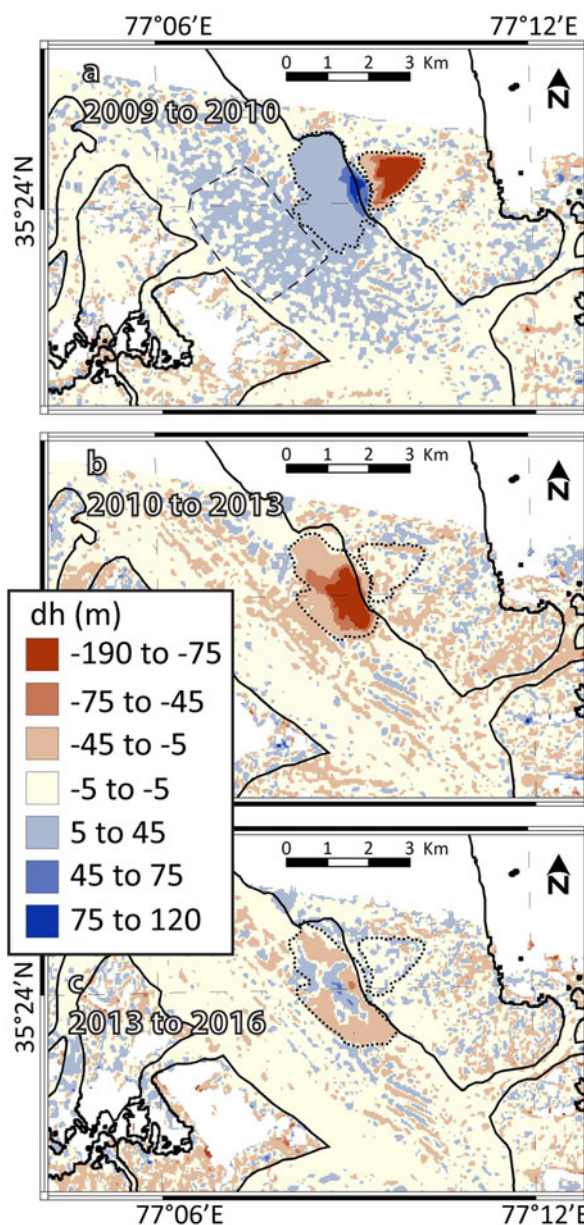 77°06'E 77°12'E
a
2009 to 2010
0 1 2 3 Km
N
35°24'N
b
2010 to 2013
0 1 2 3 Km
N
dh (m)
-190 to -75
-75 to -45
-45 to -5
-5 to -5
5 to 45
45 to 75
75 to 120
0 1 2 3 Km
N
c
2013 to 2016
35°24'N
77°06'E 77°12'E